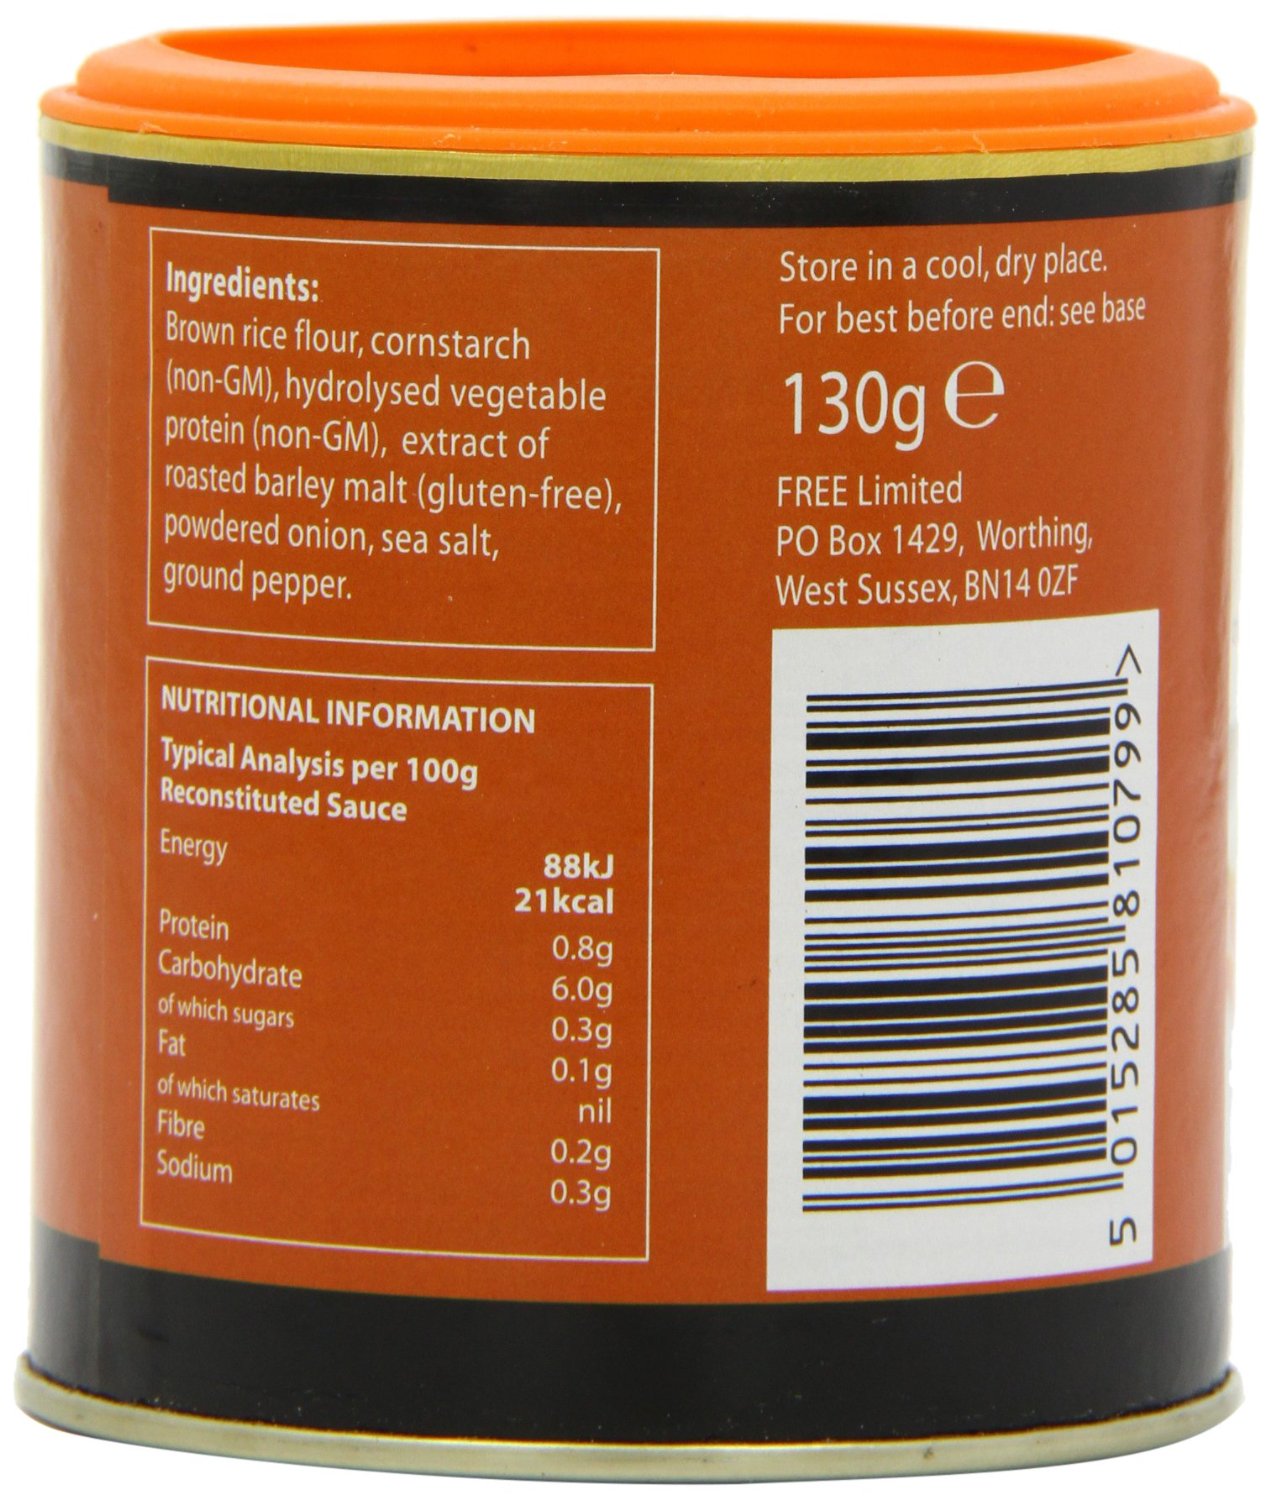 Ingredients:
Brown rice flour, cornstarch
(non-GM), hydrolysed vegetable
protein (non-GM), extract of
roasted barley malt (gluten-free),
powdered onion, sea salt,
ground pepper.
NUTRITIONAL INFORMATION
Typical Analysis per 100g
Reconstituted Sauce
Energy 88kJ
21kcal
Protein 0.8g
Carbohydrate 6.0g
of which sugars 0.3g
Fat 0.1g
of which saturates nil
Fibre 0.2g
Sodium 0.3g
Store in a cool, dry place.
For best before end: see base
130g ℮
FREE Limited
PO Box 1429, Worthing,
West Sussex, BN14 0ZF
5 015285 810799 >